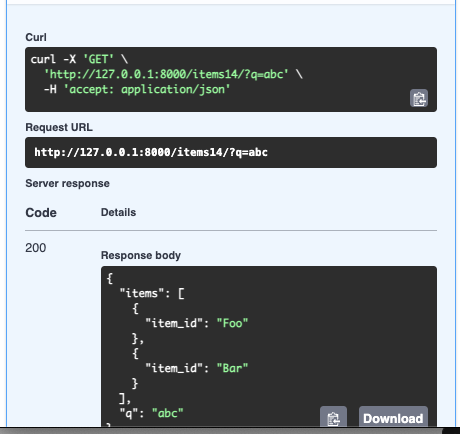 Curl
curl -X 'GET' \
  'http://127.0.0.1:8000/items14/?q=abc' \
  -H 'accept: application/json'
Request URL
http://127.0.0.1:8000/items14/?q=abc
Server response
Code Details
200
Response body
{
  "items": [
    {
      "item_id": "Foo"
    },
    {
      "item_id": "Bar"
    }
  ],
  "q": "abc"
}
Download